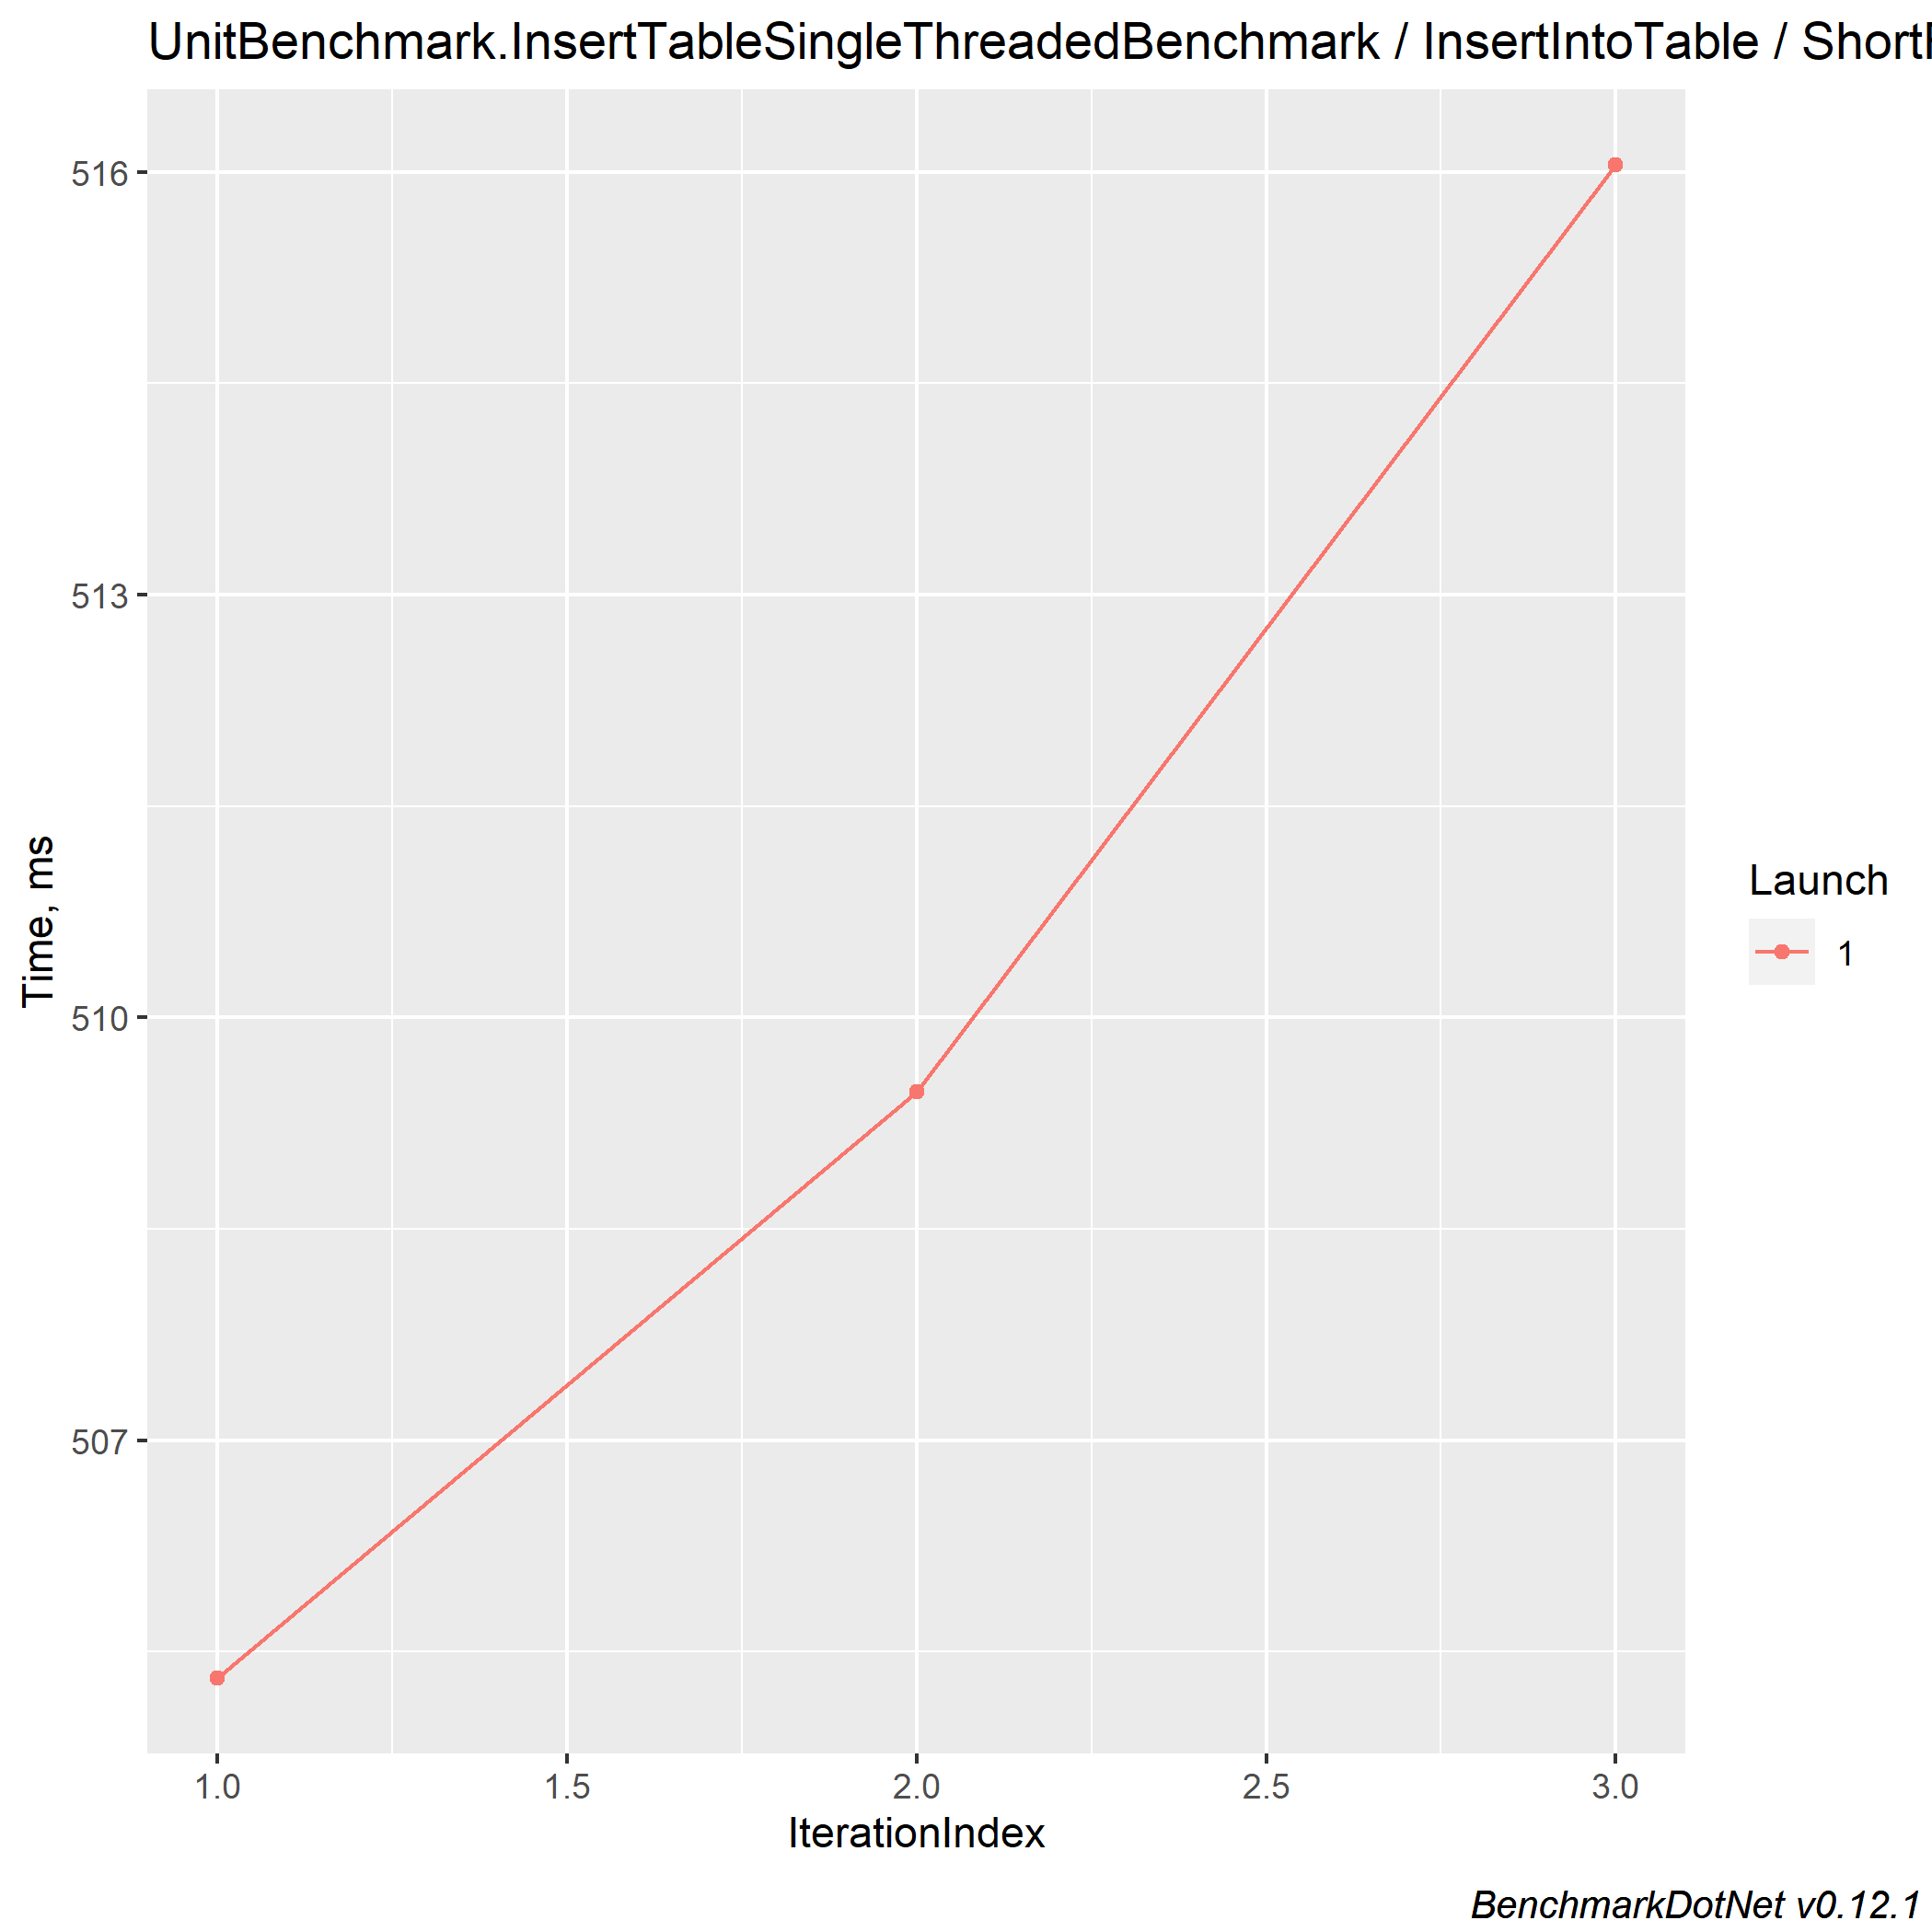 UnitBenchmark.InsertTableSingleThreadedBenchmark / InsertIntoTable / Short
516
513
510
507
Time, ms
1.0 1.5 2.0 2.5 3.0
IterationIndex
Launch
1
BenchmarkDotNet v0.12.1